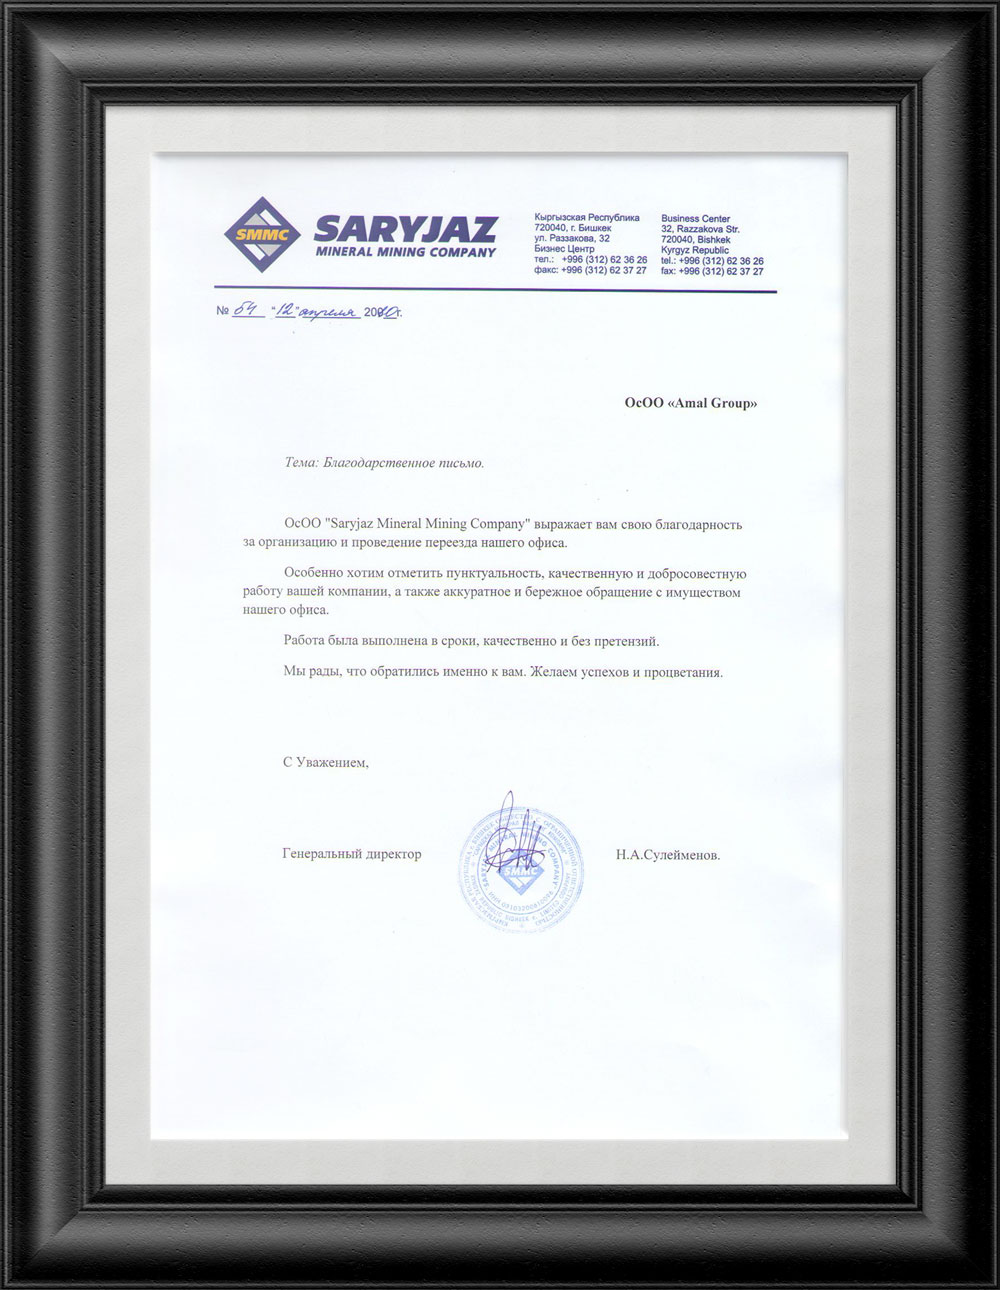 SMMC
SARYJAZ
MINERAL MINING COMPANY
Кыргызская Республика
720040, г. Бишкек
ул. Раззакова, 32
Бизнес Центр
тел.: +996 (312) 62 36 26
факс: +996 (312) 62 37 27
Business Center
32, Razzakova Str.
720040, Bishkek
Kyrgyz Republic
tel.: +996 (312) 62 36 26
fax: +996 (312) 62 37 27
№ 54 "12" апреля 2010г.
ОсОО «Amal Group»
Тема: Благодарственное письмо.
ОсОО "Saryjaz Mineral Mining Company" выражает вам свою благодарность
за организацию и проведение переезда нашего офиса.
Особенно хотим отметить пунктуальность, качественную и добросовестную
работу вашей компании, а также аккуратное и бережное обращение с имуществом
нашего офиса.
Работа была выполнена в сроки, качественно и без претензий.
Мы рады, что обратились именно к вам. Желаем успехов и процветания.
С Уважением,
Генеральный директор
Н.А.Сулейменов.
SMMC